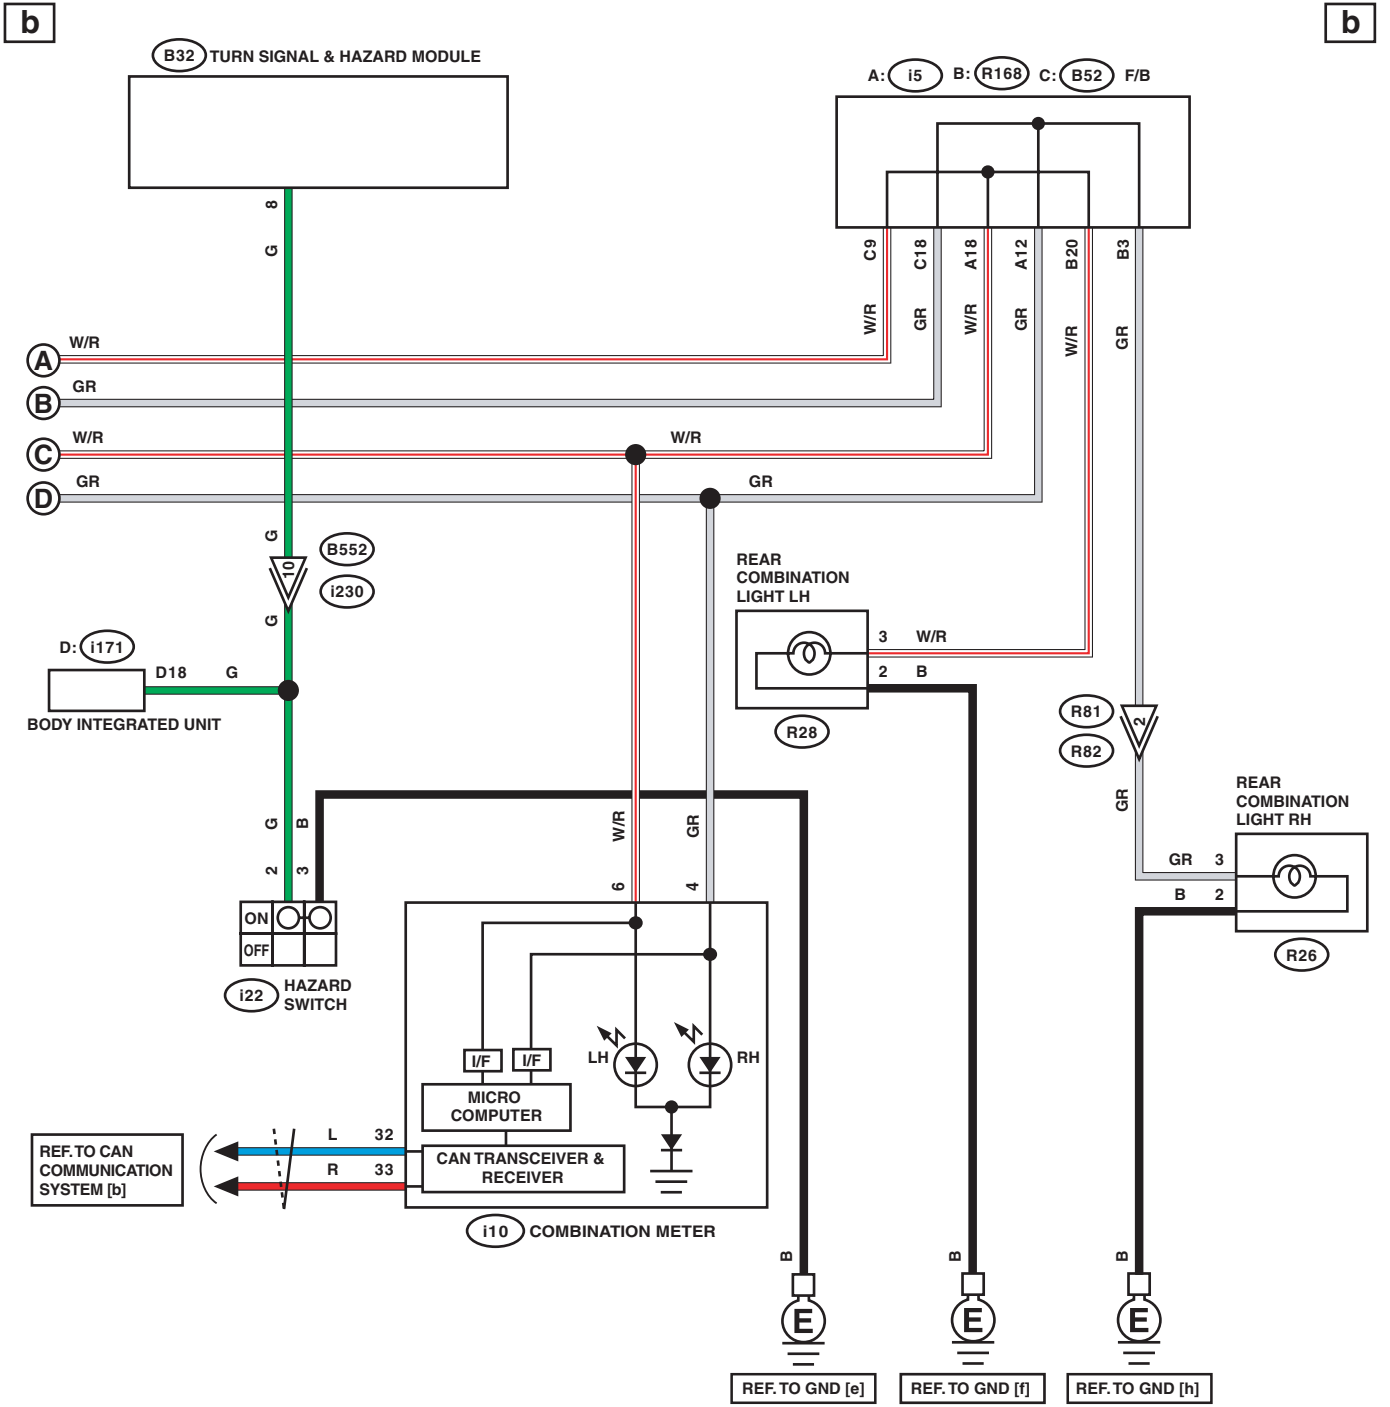 b
b
B32 TURN SIGNAL & HAZARD MODULE
A: i5 B: R168 C: B52 F/B
8
G
C9
C18
A18
A12
B20
B3
W/R
GR
W/R
GR
W/R
GR
A W/R
B GR
C W/R
W/R
D GR
GR
G
10
B552
i230
G
REAR
COMBINATION
LIGHT LH
3 W/R
2 B
R28
D: i171
D18 G
BODY INTEGRATED UNIT
R81
2
R82
GR
REAR
COMBINATION
LIGHT RH
GR 3
B 2
R26
G
B
2
3
W/R
GR
6
4
ON
OFF
i22 HAZARD
SWITCH
I/F
I/F
LH
RH
MICRO
COMPUTER
CAN TRANSCEIVER &
RECEIVER
L 32
R 33
REF. TO CAN
COMMUNICATION
SYSTEM [b]
i10 COMBINATION METER
B
B
B
E
E
E
REF. TO GND [e]
REF. TO GND [f]
REF. TO GND [h]